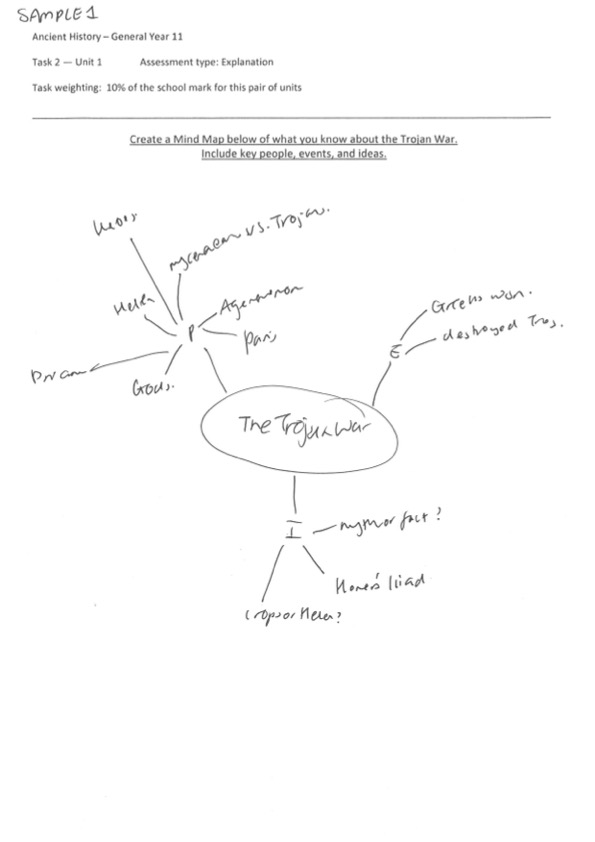 SAMPLE 1
Ancient History – General Year 11
Task 2 — Unit 1 Assessment type: Explanation
Task weighting: 10% of the school mark for this pair of units
Create a Mind Map below of what you know about the Trojan War.
Include key people, events, and ideas.
mycenaean vs. Trojan.
Helen
Agamemnon
P
Paris
Priam
Gods.
Greeks won.
E
destroyed Troy.
The Trojan War
I
myth or fact?
Homer's Iliad
Crops or Helen?